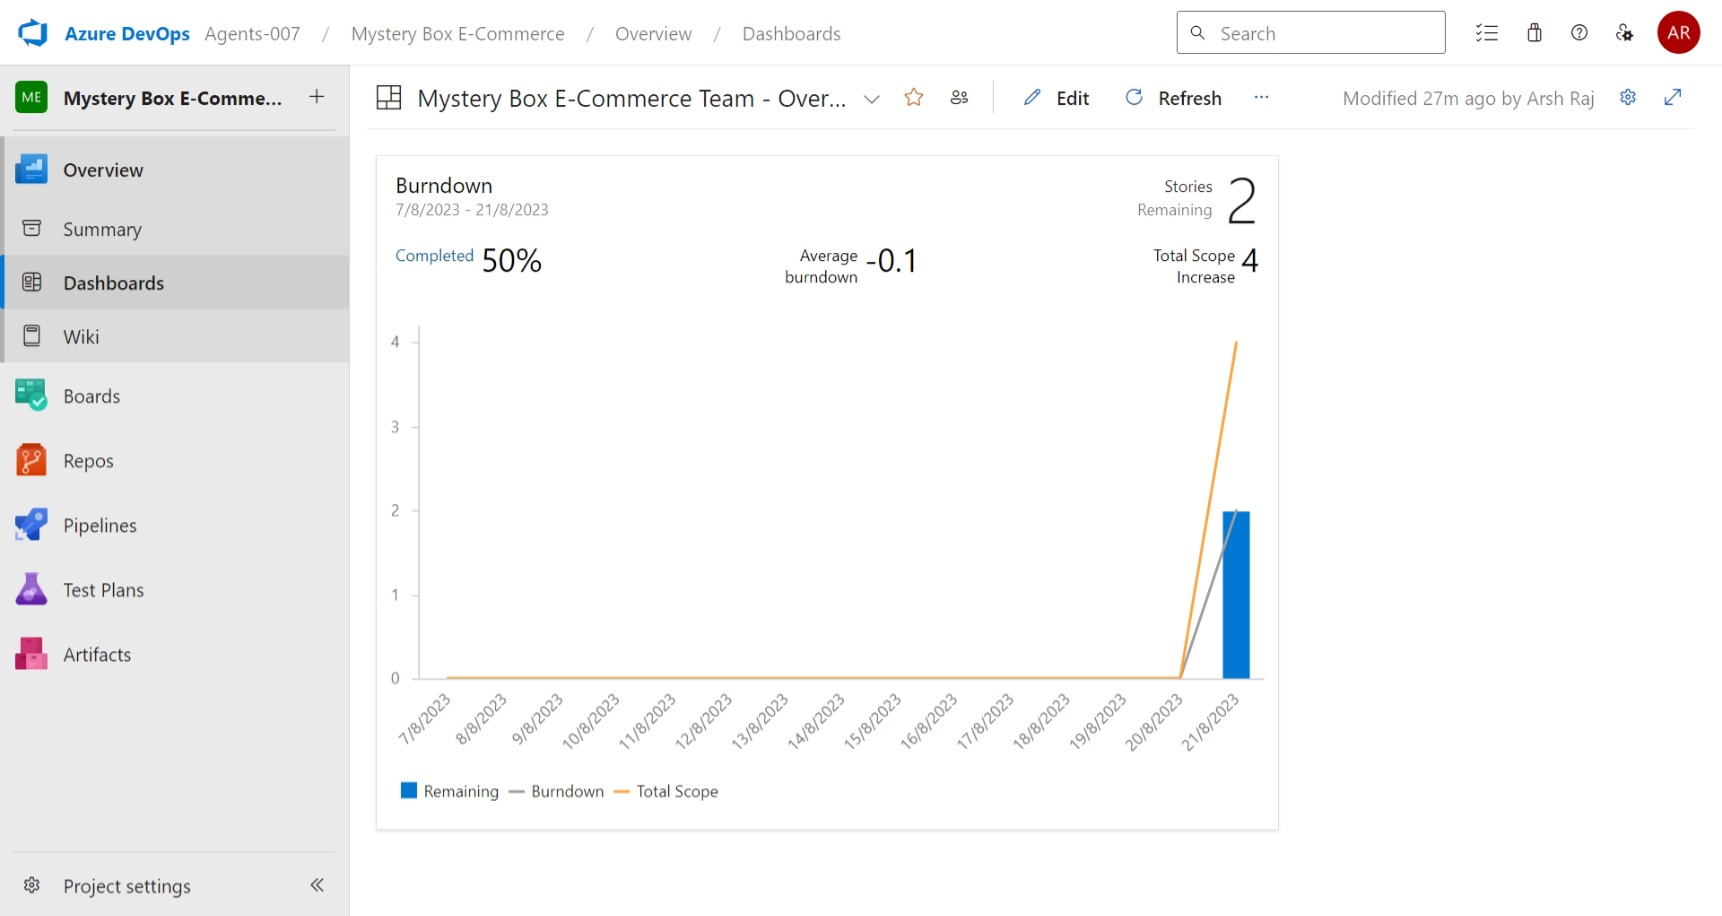 Azure DevOps Agents-007 / Mystery Box E-Commerce / Overview / Dashboards
Search
AR
ME Mystery Box E-Comme... +
Overview
Summary
Dashboards
Wiki
Boards
Repos
Pipelines
Test Plans
Artifacts
Project settings
Mystery Box E-Commerce Team - Over...
Edit
Refresh
Modified 27m ago by Arsh Raj
Burndown
7/8/2023 - 21/8/2023
Stories
Remaining
2
Completed 50%
Average
burndown
-0.1
Total Scope
Increase
4
4
3
2
1
0
7/8/2023
8/8/2023
9/8/2023
10/8/2023
11/8/2023
12/8/2023
13/8/2023
14/8/2023
15/8/2023
16/8/2023
17/8/2023
18/8/2023
19/8/2023
20/8/2023
21/8/2023
Remaining Burndown Total Scope